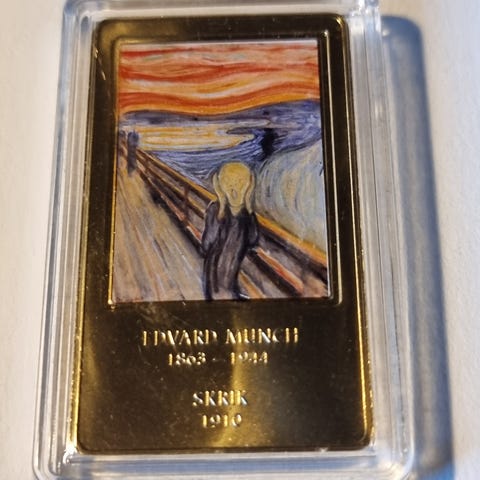 EDVARD MUNCH
1863 - 1944
SKRIK
1910